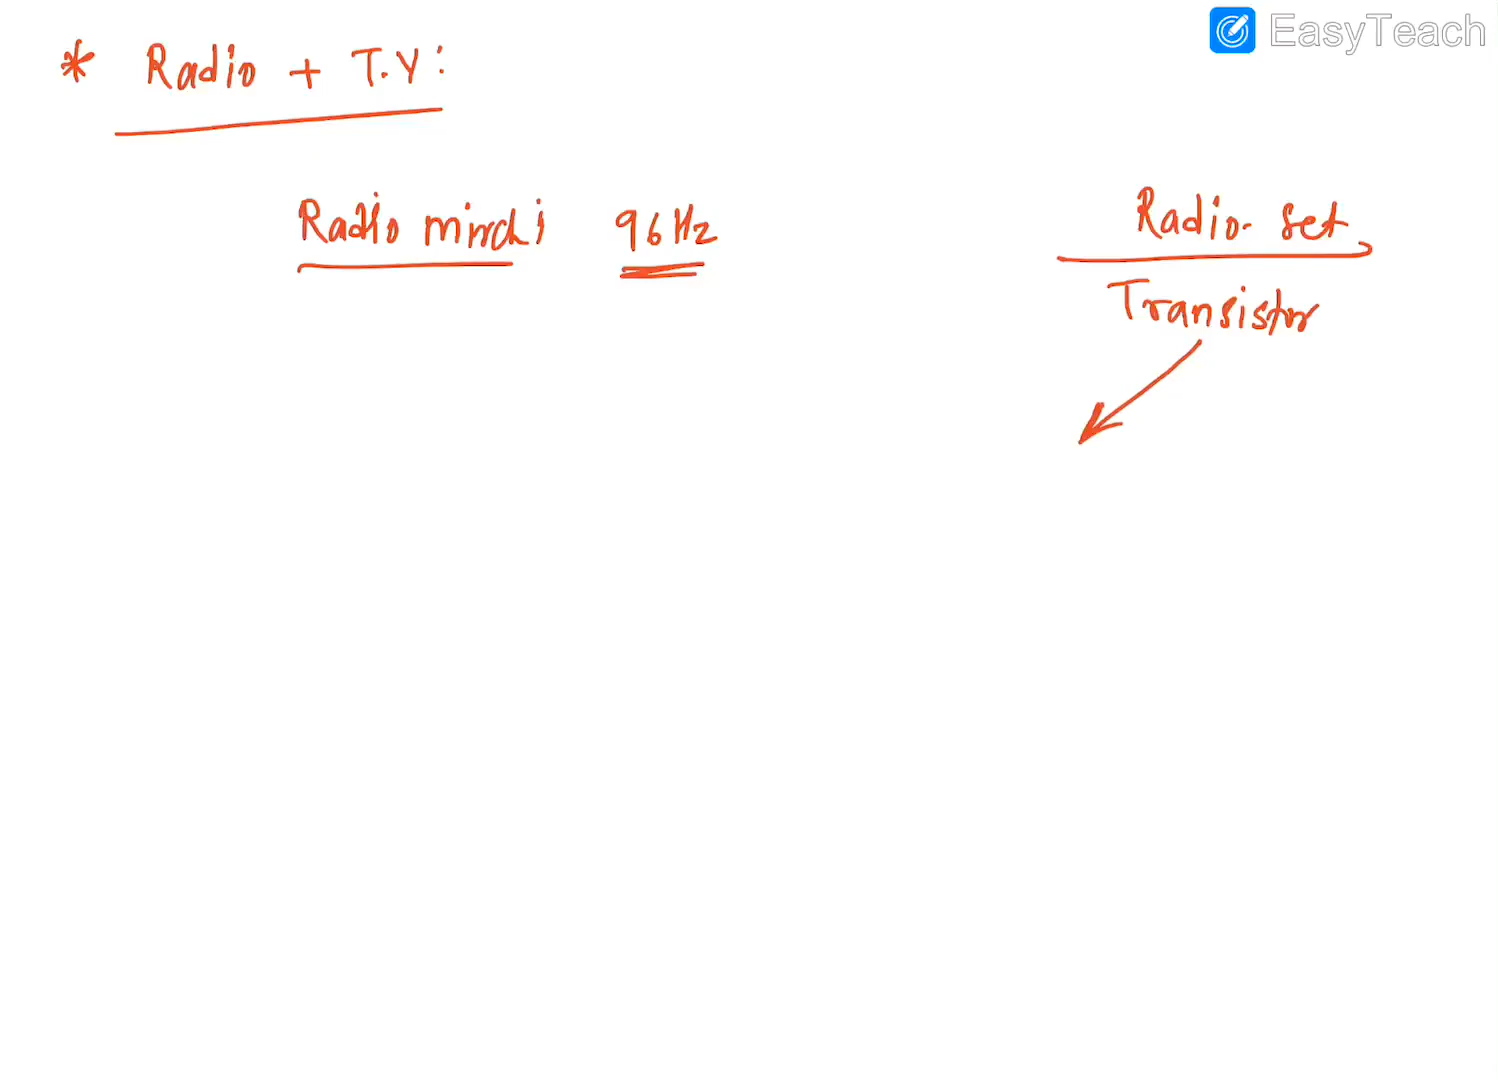 EasyTeach
* Radio + T.V:
Radio mirchi 96Hz
Radio set,
Transistor